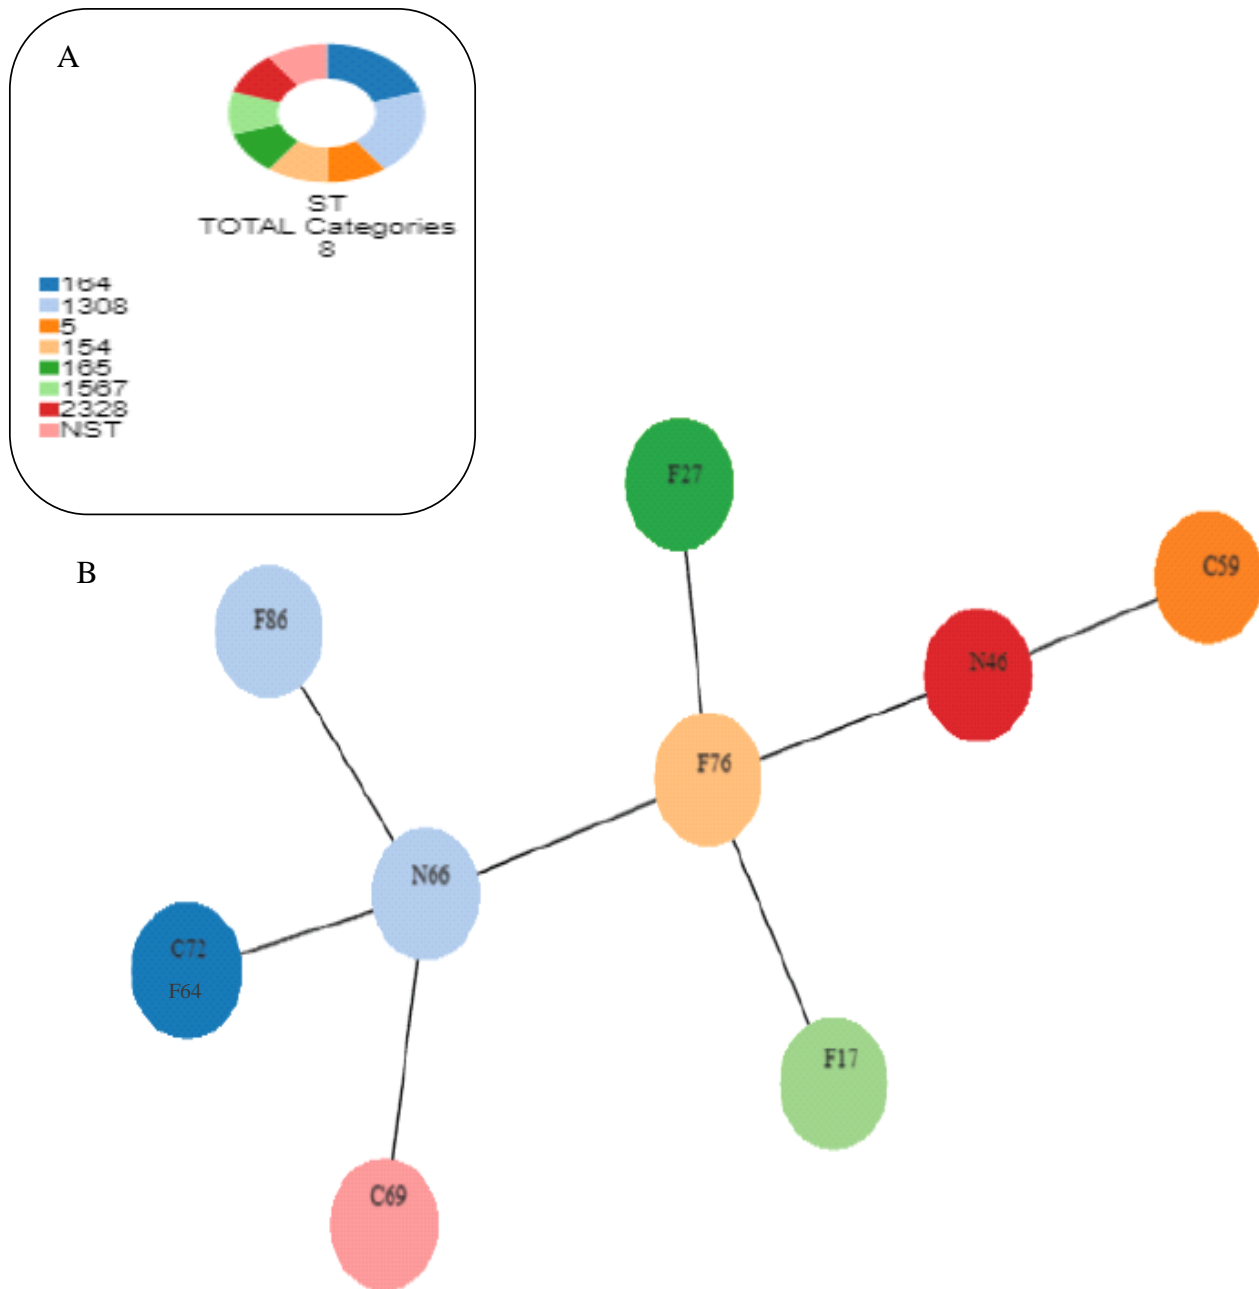 A
ST
TOTAL Categories
8
164
1308
5
154
165
1567
2328
NST
B
F27
C59
F86
N46
F76
N66
C72
F64
F17
C69